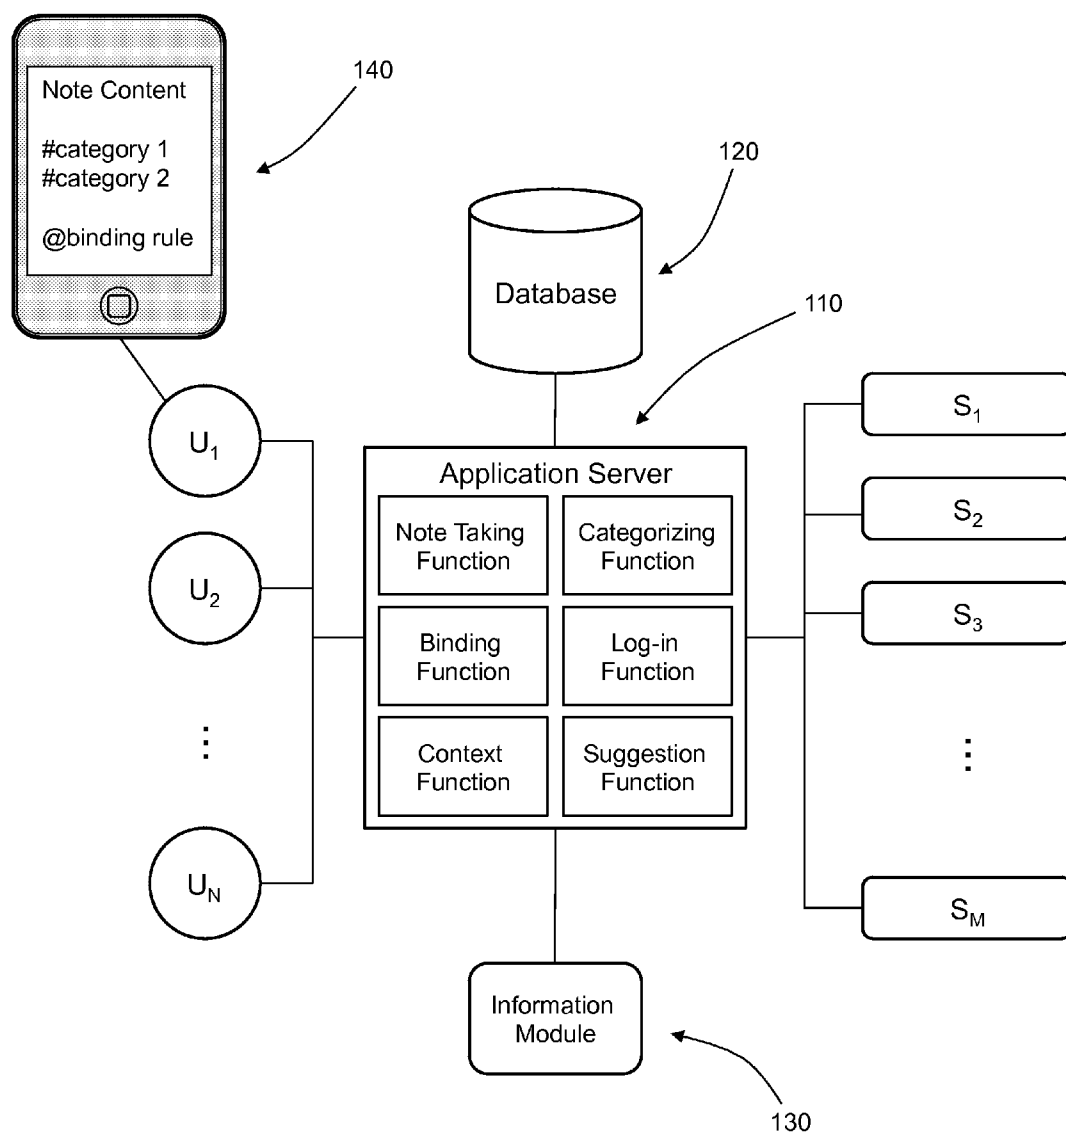 Note Content
#category 1
#category 2
@binding rule
140
120
Database
110
U1
U2
⋮
UN
Application Server
Note Taking
Function
Categorizing
Function
Binding
Function
Log-in
Function
Context
Function
Suggestion
Function
S1
S2
S3
⋮
SM
Information
Module
130